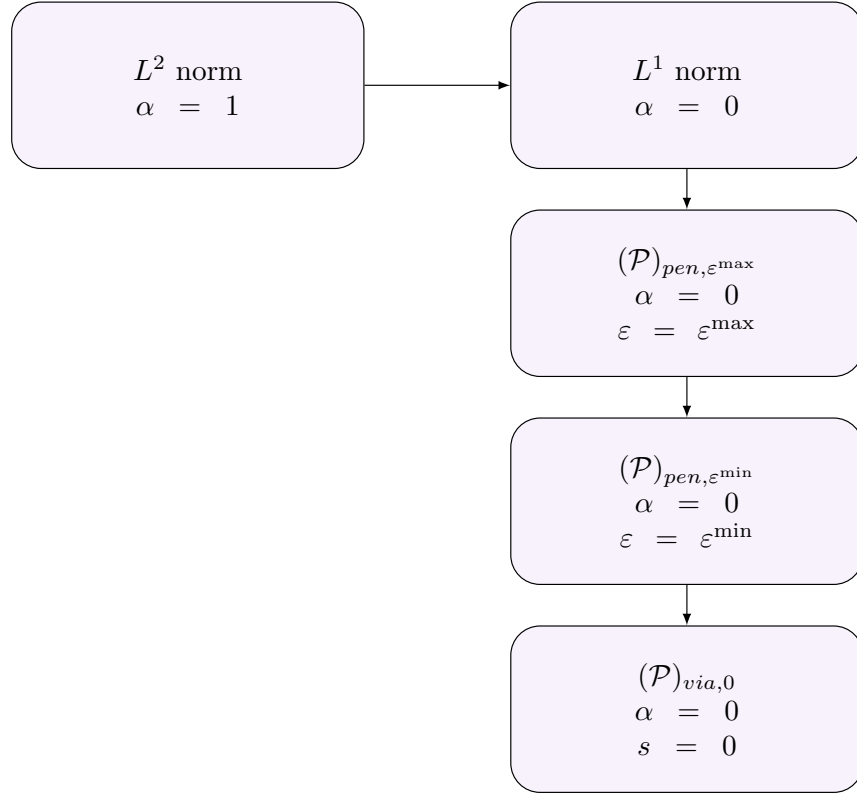 L² norm
α = 1
L¹ norm
α = 0
(𝒫)_{pen,ε^{max}}
α = 0
ε = ε^{max}
(𝒫)_{pen,ε^{min}}
α = 0
ε = ε^{min}
(𝒫)_{via,0}
α = 0
s = 0